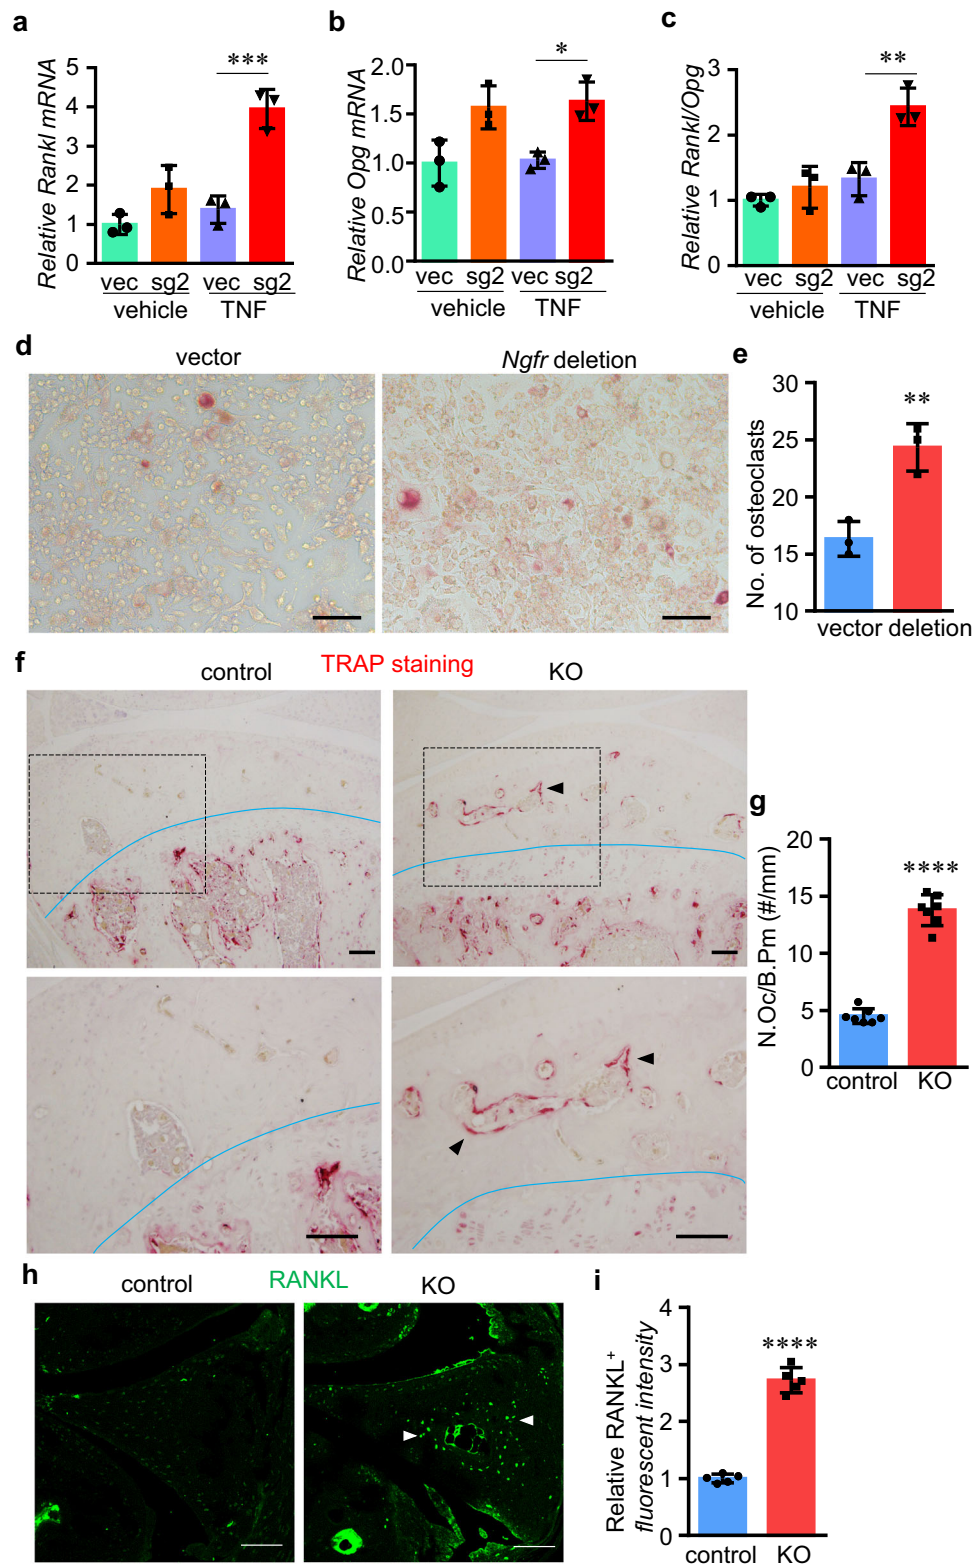 a
Relative Rankl mRNA
5
4
3
2
1
0
***
vec sg2 vec sg2
vehicle TNF
b
Relative Opg mRNA
2.0
1.5
1.0
0.5
0.0
*
vec sg2 vec sg2
vehicle TNF
c
Relative Rankl/Opg
3
2
1
0
**
vec sg2 vec sg2
vehicle TNF
d
vector
Ngfr deletion
e
No. of osteoclasts
30
25
20
15
10
**
vector deletion
f
TRAP staining
control
KO
g
N.Oc/B.Pm (#/mm)
20
15
10
5
0
****
control KO
h
RANKL
control
KO
i
Relative RANKL+
fluorescent intensity
4
3
2
1
0
****
control KO